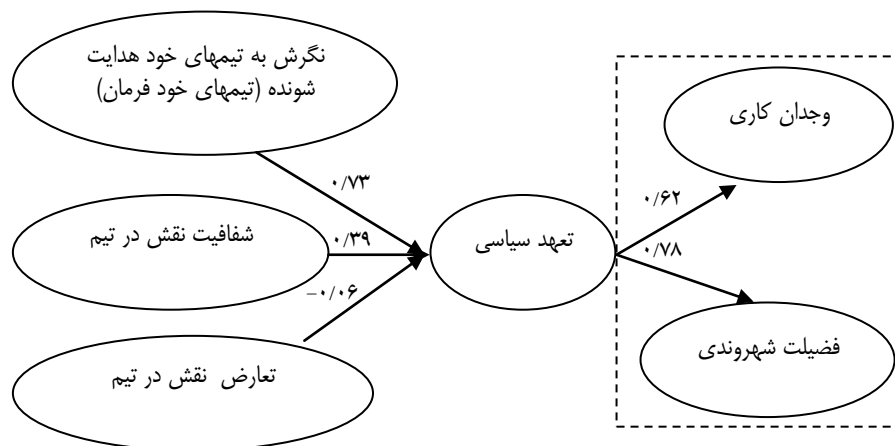 نگرش به تیمهای خود هدایت
شونده (تیمهای خود فرمان)
وجدان کاری
۰/۷۳
۰/۶۲
شفافیت نقش در تیم
۰/۳۹
تعهد سیاسی
۰/۷۸
–۰/۰۶
فضیلت شهروندی
تعارض نقش در تیم